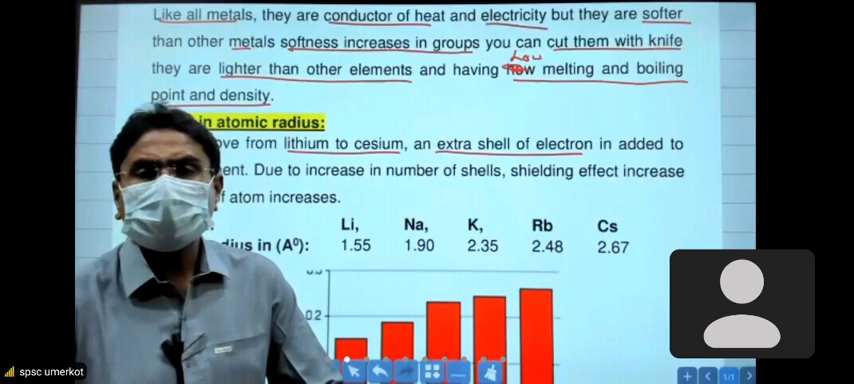 Like all metals, they are conductor of heat and electricity but they are softer
than other metals softness increases in groups you can cut them with knife
Low
they are lighter than other elements and having melting and boiling
point and density.
in atomic radius:
ove from lithium to cesium, an extra shell of electron in added to
ent. Due to increase in number of shells, shielding effect increase
f atom increases.
Li, Na, K, Rb Cs
dius in (A⁰): 1.55 1.90 2.35 2.48 2.67
0.2
1/1
spsc umerkot